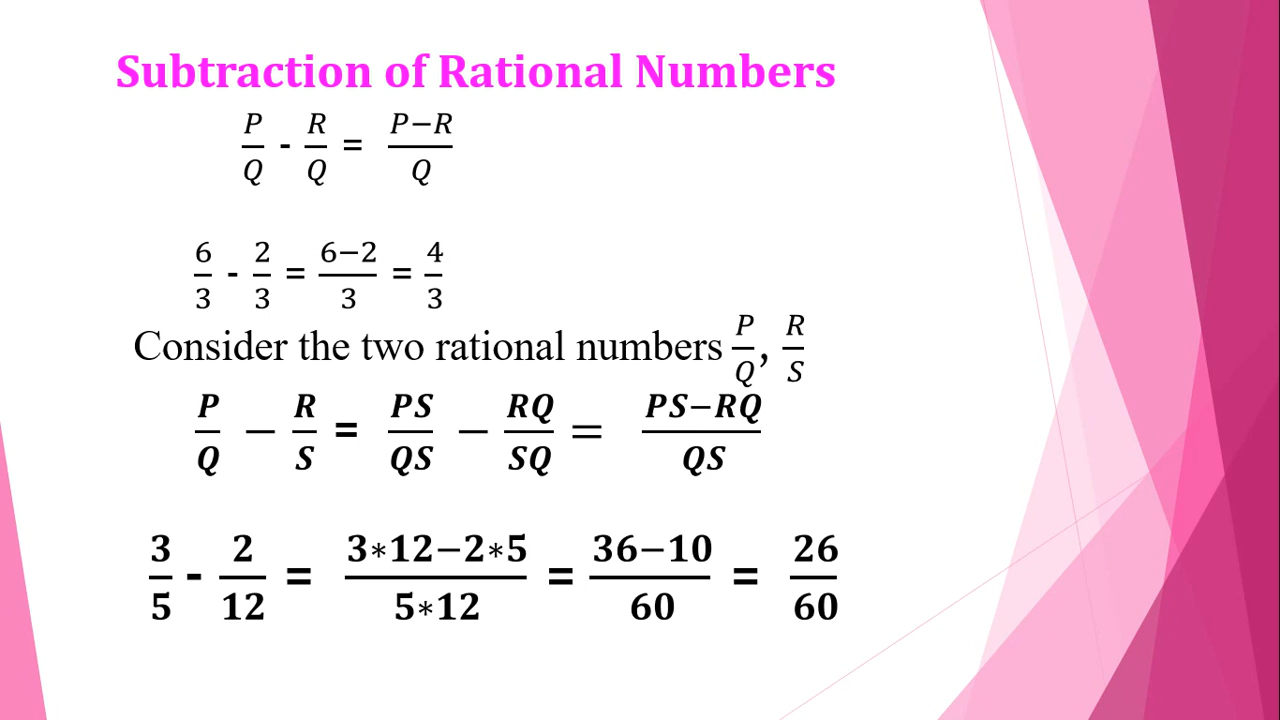 Subtraction of Rational Numbers
P/Q - R/Q = P−R/Q
6/3 - 2/3 = 6−2/3 = 4/3
Consider the two rational numbers P/Q, R/S
P/Q − R/S = PS/QS − RQ/SQ = PS−RQ/QS
3/5 - 2/12 = 3∗12−2∗5/5∗12 = 36−10/60 = 26/60